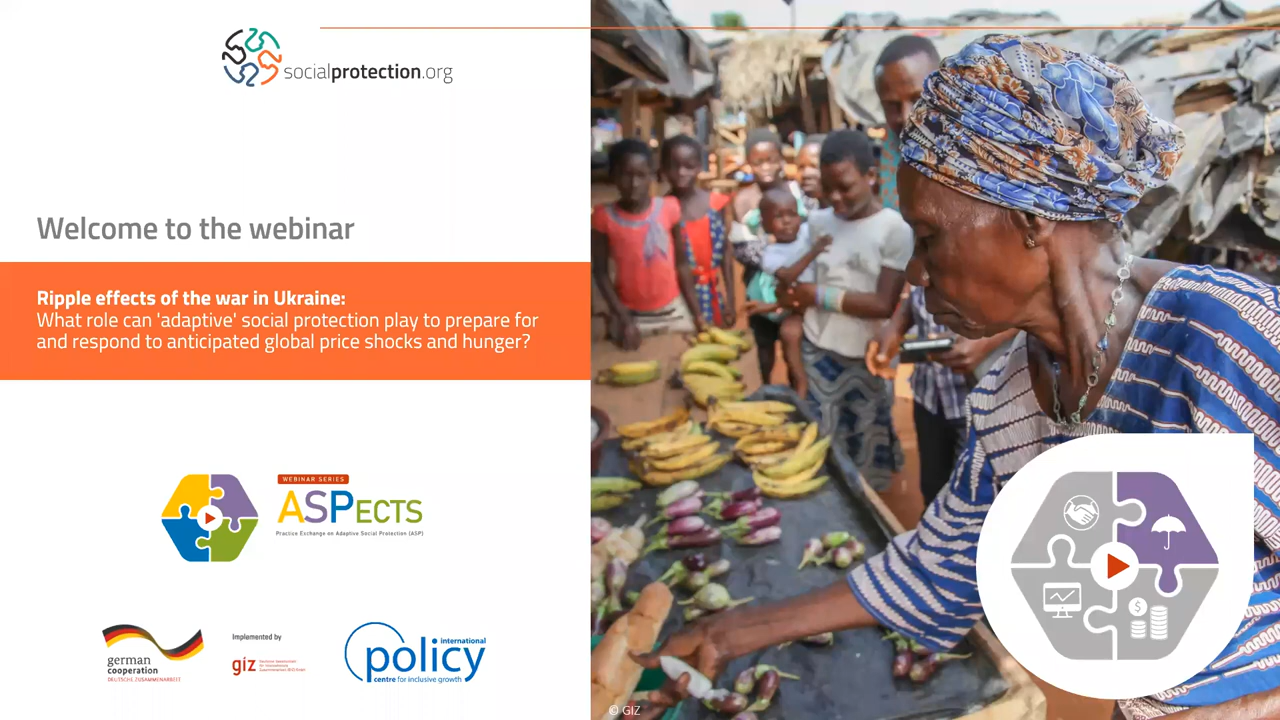 socialprotection.org
Welcome to the webinar
Ripple effects of the war in Ukraine:
What role can 'adaptive' social protection play to prepare for
and respond to anticipated global price shocks and hunger?
WEBINAR SERIES
ASPECTS
Practice Exchange on Adaptive Social Protection (ASP)
german
cooperation
DEUTSCHE ZUSAMMENARBEIT
Implemented by
giz
international
policy
centre for inclusive growth
$
© GIZ